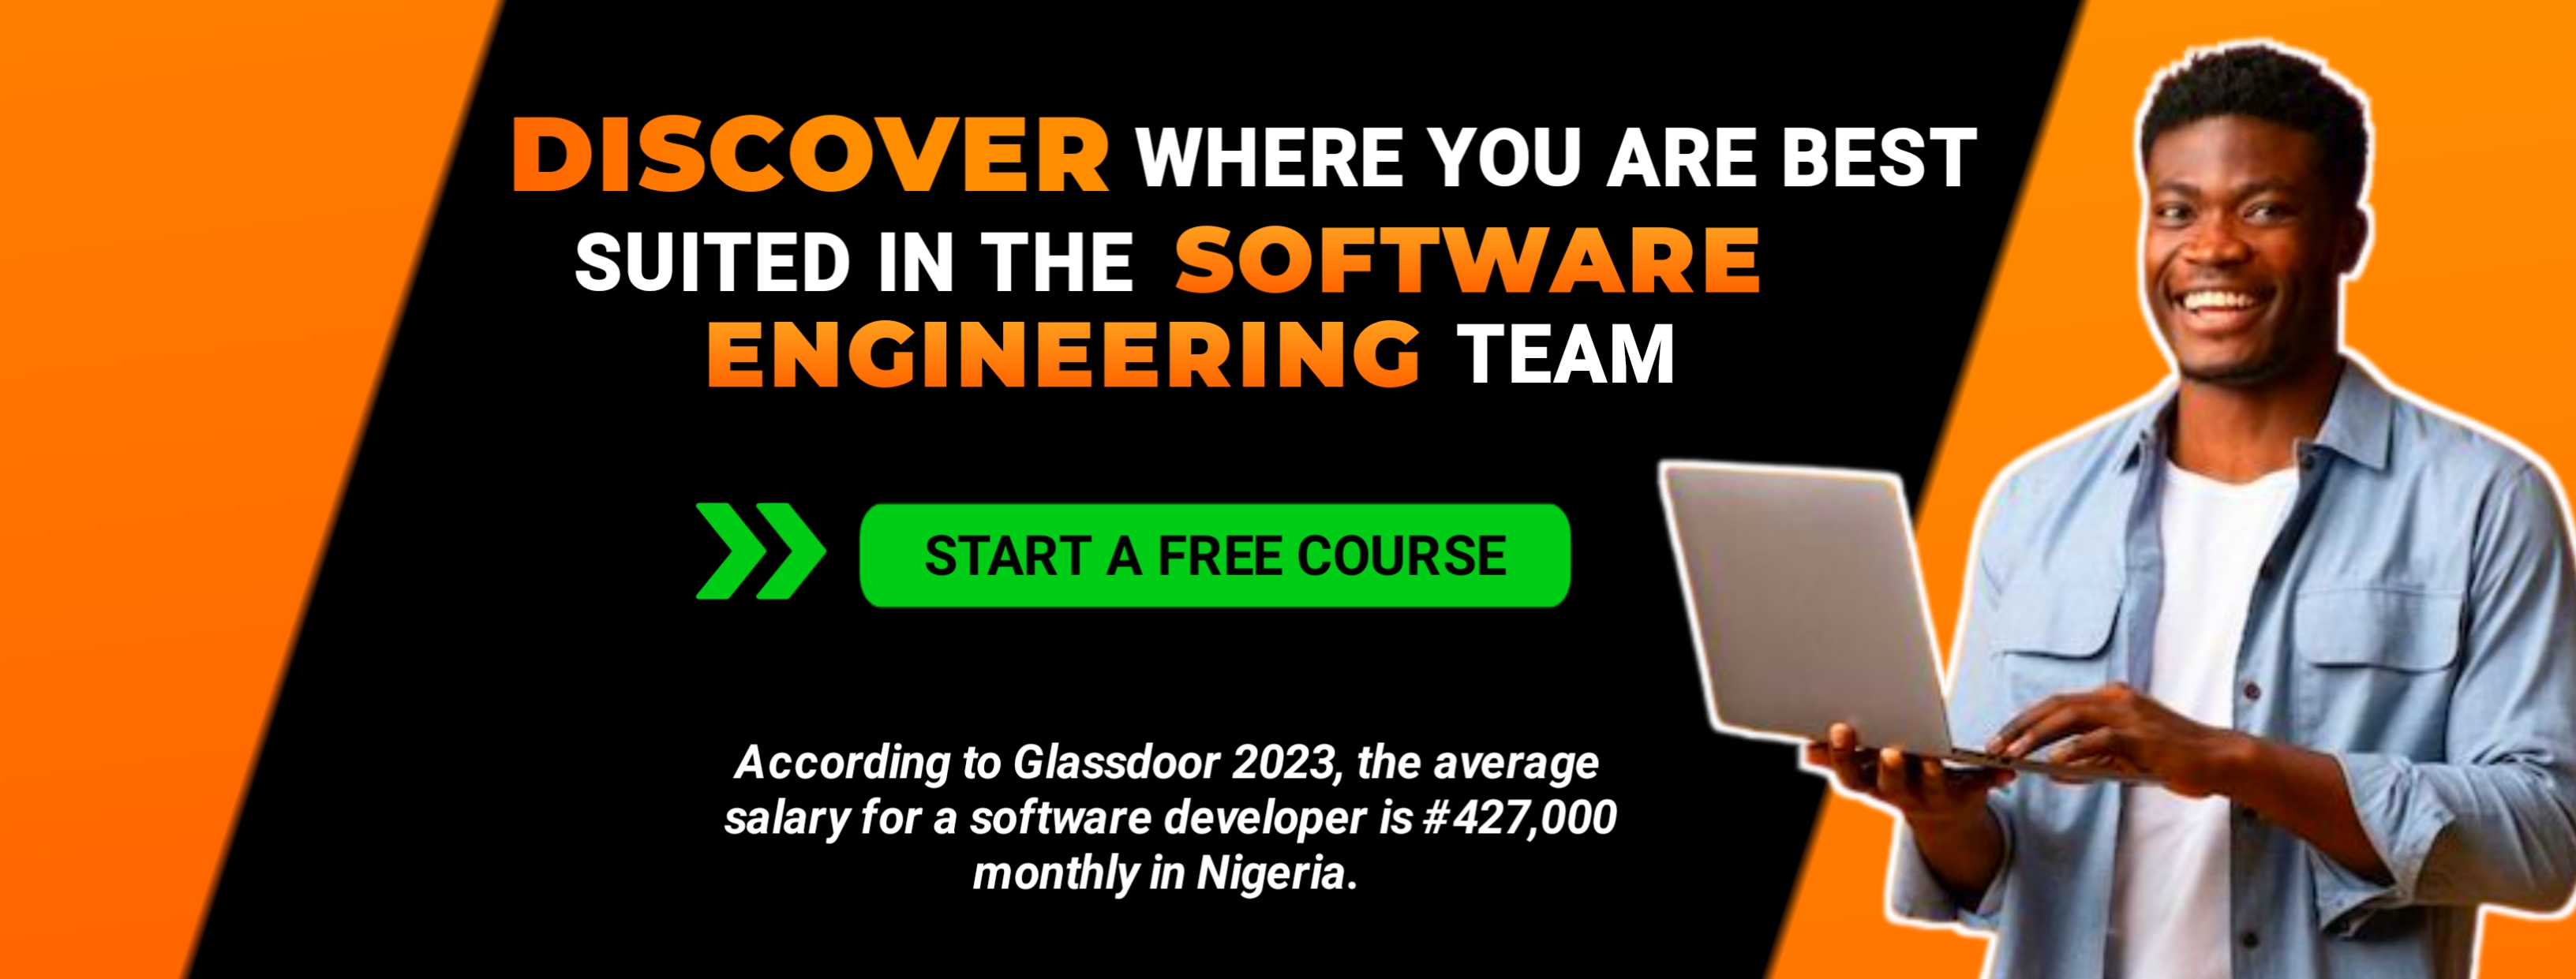 DISCOVER WHERE YOU ARE BEST
SUITED IN THE SOFTWARE
ENGINEERING TEAM
START A FREE COURSE
According to Glassdoor 2023, the average
salary for a software developer is #427,000
monthly in Nigeria.